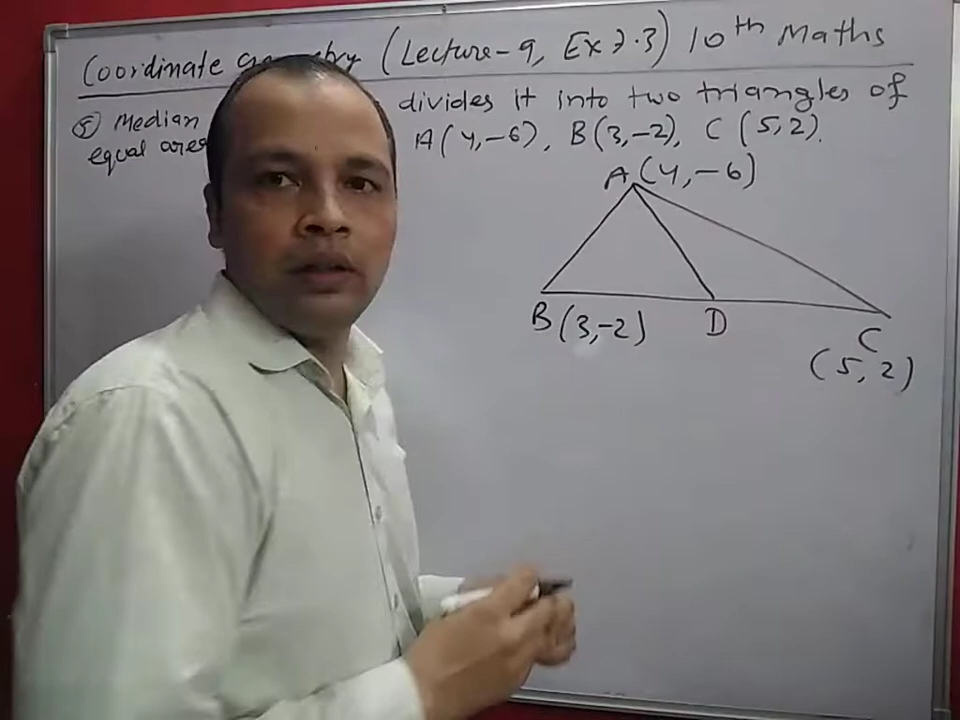 Coordinate geometry (Lecture-9, Ex 7.3) 10th Maths
(5) Median divides it into two triangles of
equal area A(4,-6), B(3,-2), C(5,2).
A(4,-6)
B(3,-2) D
C
(5,2)